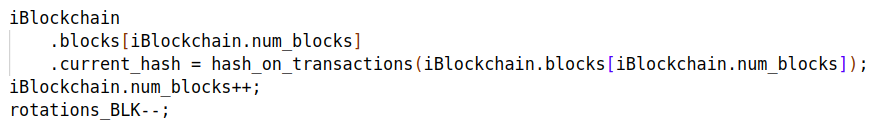 iBlockchain
    .blocks[iBlockchain.num_blocks]
    .current_hash = hash_on_transactions(iBlockchain.blocks[iBlockchain.num_blocks]);
iBlockchain.num_blocks++;
rotations_BLK--;